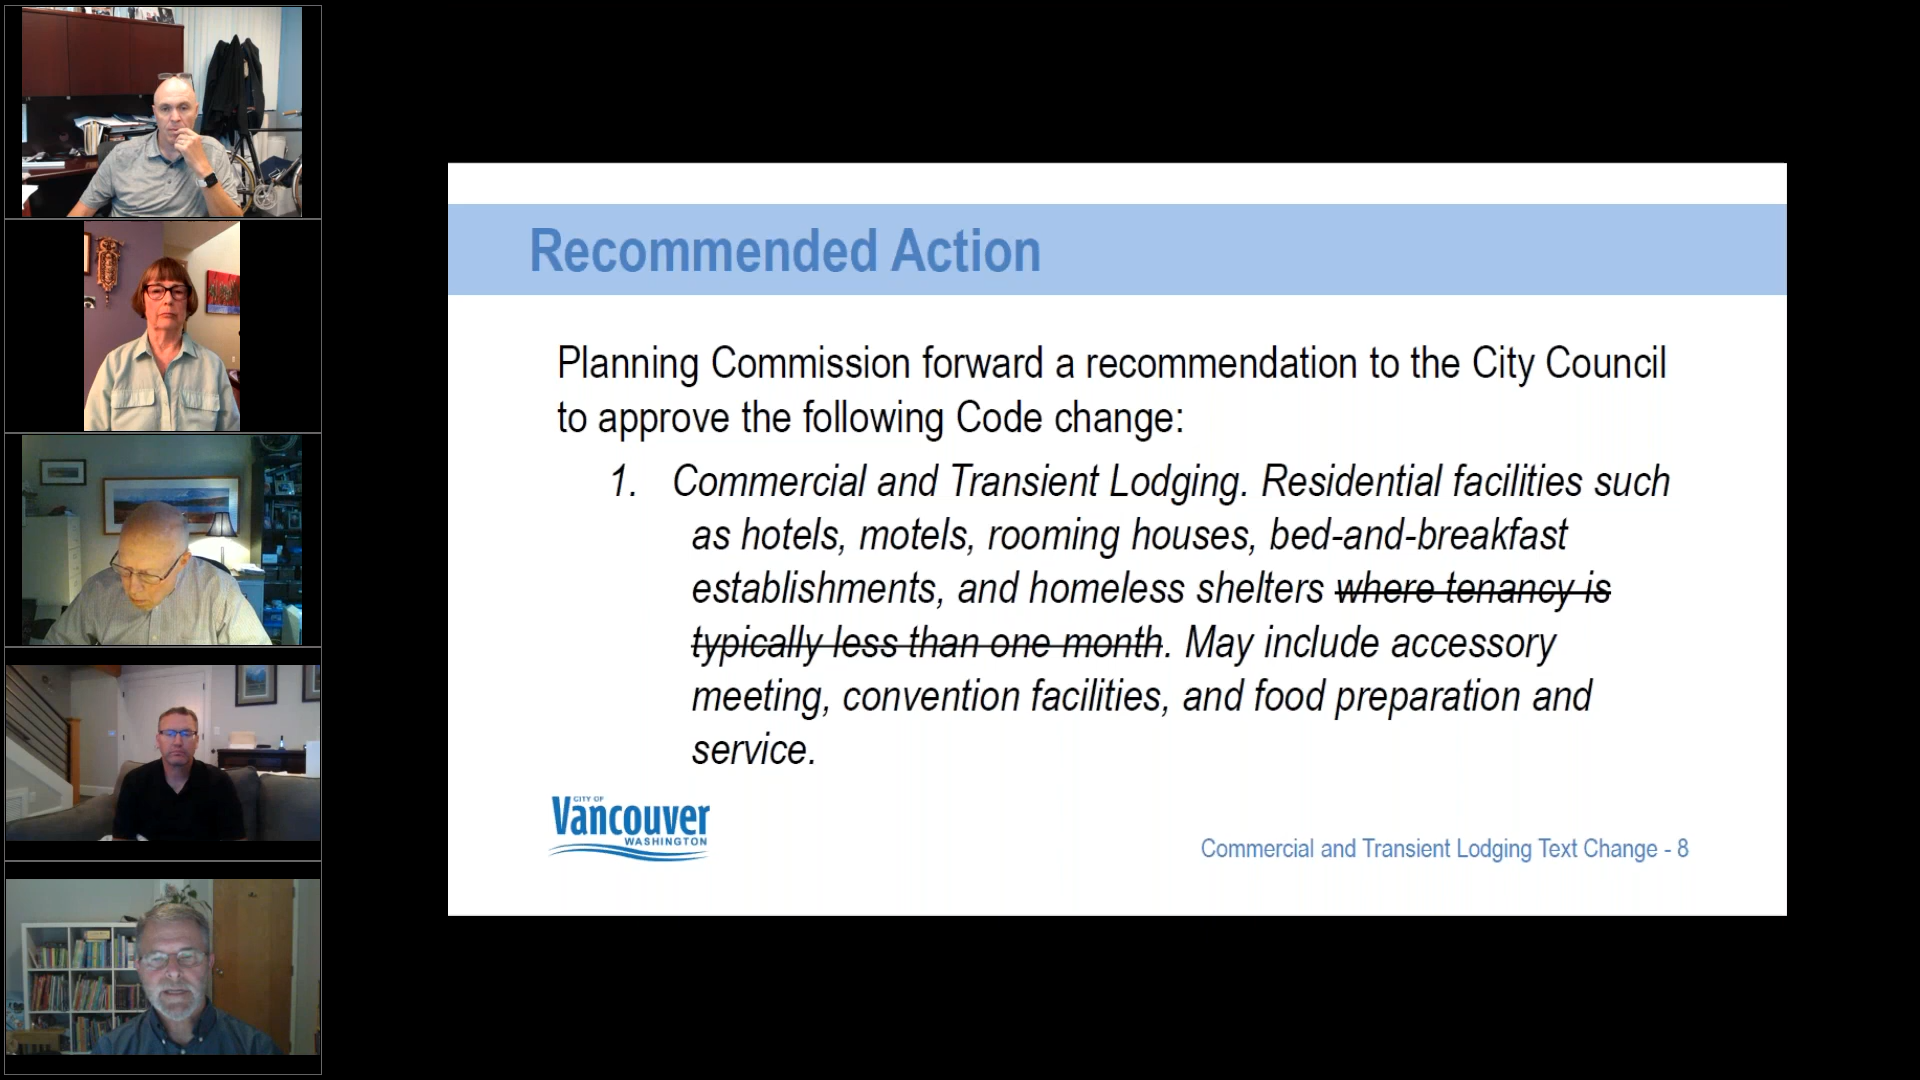 Recommended Action
Planning Commission forward a recommendation to the City Council
to approve the following Code change:
1. Commercial and Transient Lodging. Residential facilities such
as hotels, motels, rooming houses, bed-and-breakfast
establishments, and homeless shelters where tenancy is
typically less than one month. May include accessory
meeting, convention facilities, and food preparation and
service.
CITY OF
Vancouver
WASHINGTON
Commercial and Transient Lodging Text Change - 8